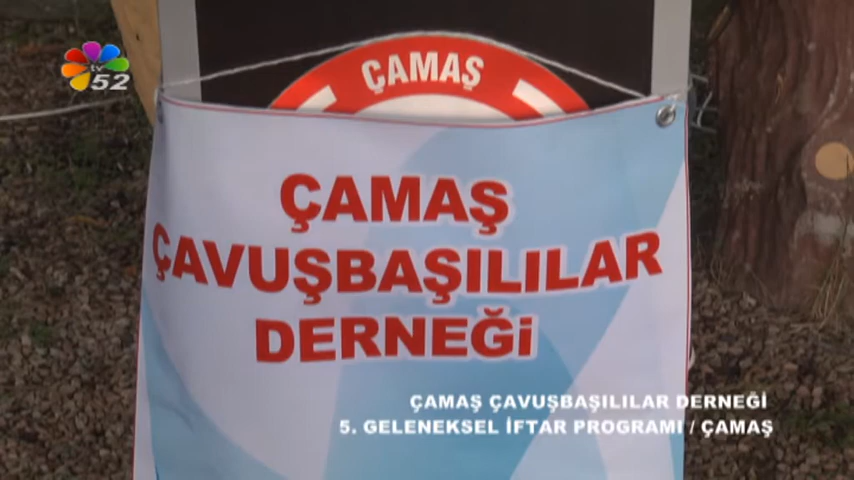 ÇAMAŞ
tv
52
ÇAMAŞ
ÇAVUŞBAŞILILAR
DERNEĞİ
ÇAMAŞ ÇAVUŞBAŞILILAR DERNEĞİ
5. GELENEKSEL İFTAR PROGRAMI / ÇAMAŞ